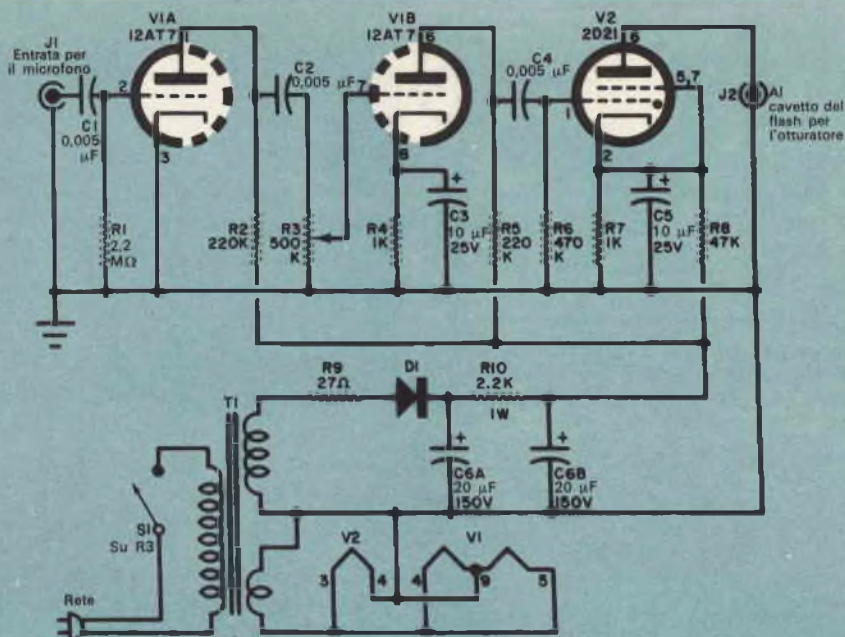 J1
Entrata per
il microfono
C1
0,005
µF
V1A
12AT7
1
2
3
R1
2,2
MΩ
R2
220K
C2
0,005 µF
R3
500
K
V1B
12AT7
6
7
8
R4
1K
C3
10 µF
25V
R5
220
K
C4
0,005 µF
R6
470
K
V2
2D21
6
5,7
1
2
R7
1K
C5
10 µF
25V
R8
47K
J2
Al
cavetto del
flash per
l'otturatore
R9
27Ω
D1
R10
2.2K
1W
T1
C6A
20 µF
150V
C6B
20 µF
150V
S1
Su R3
Rete
V2
3
4
V1
4
9
5